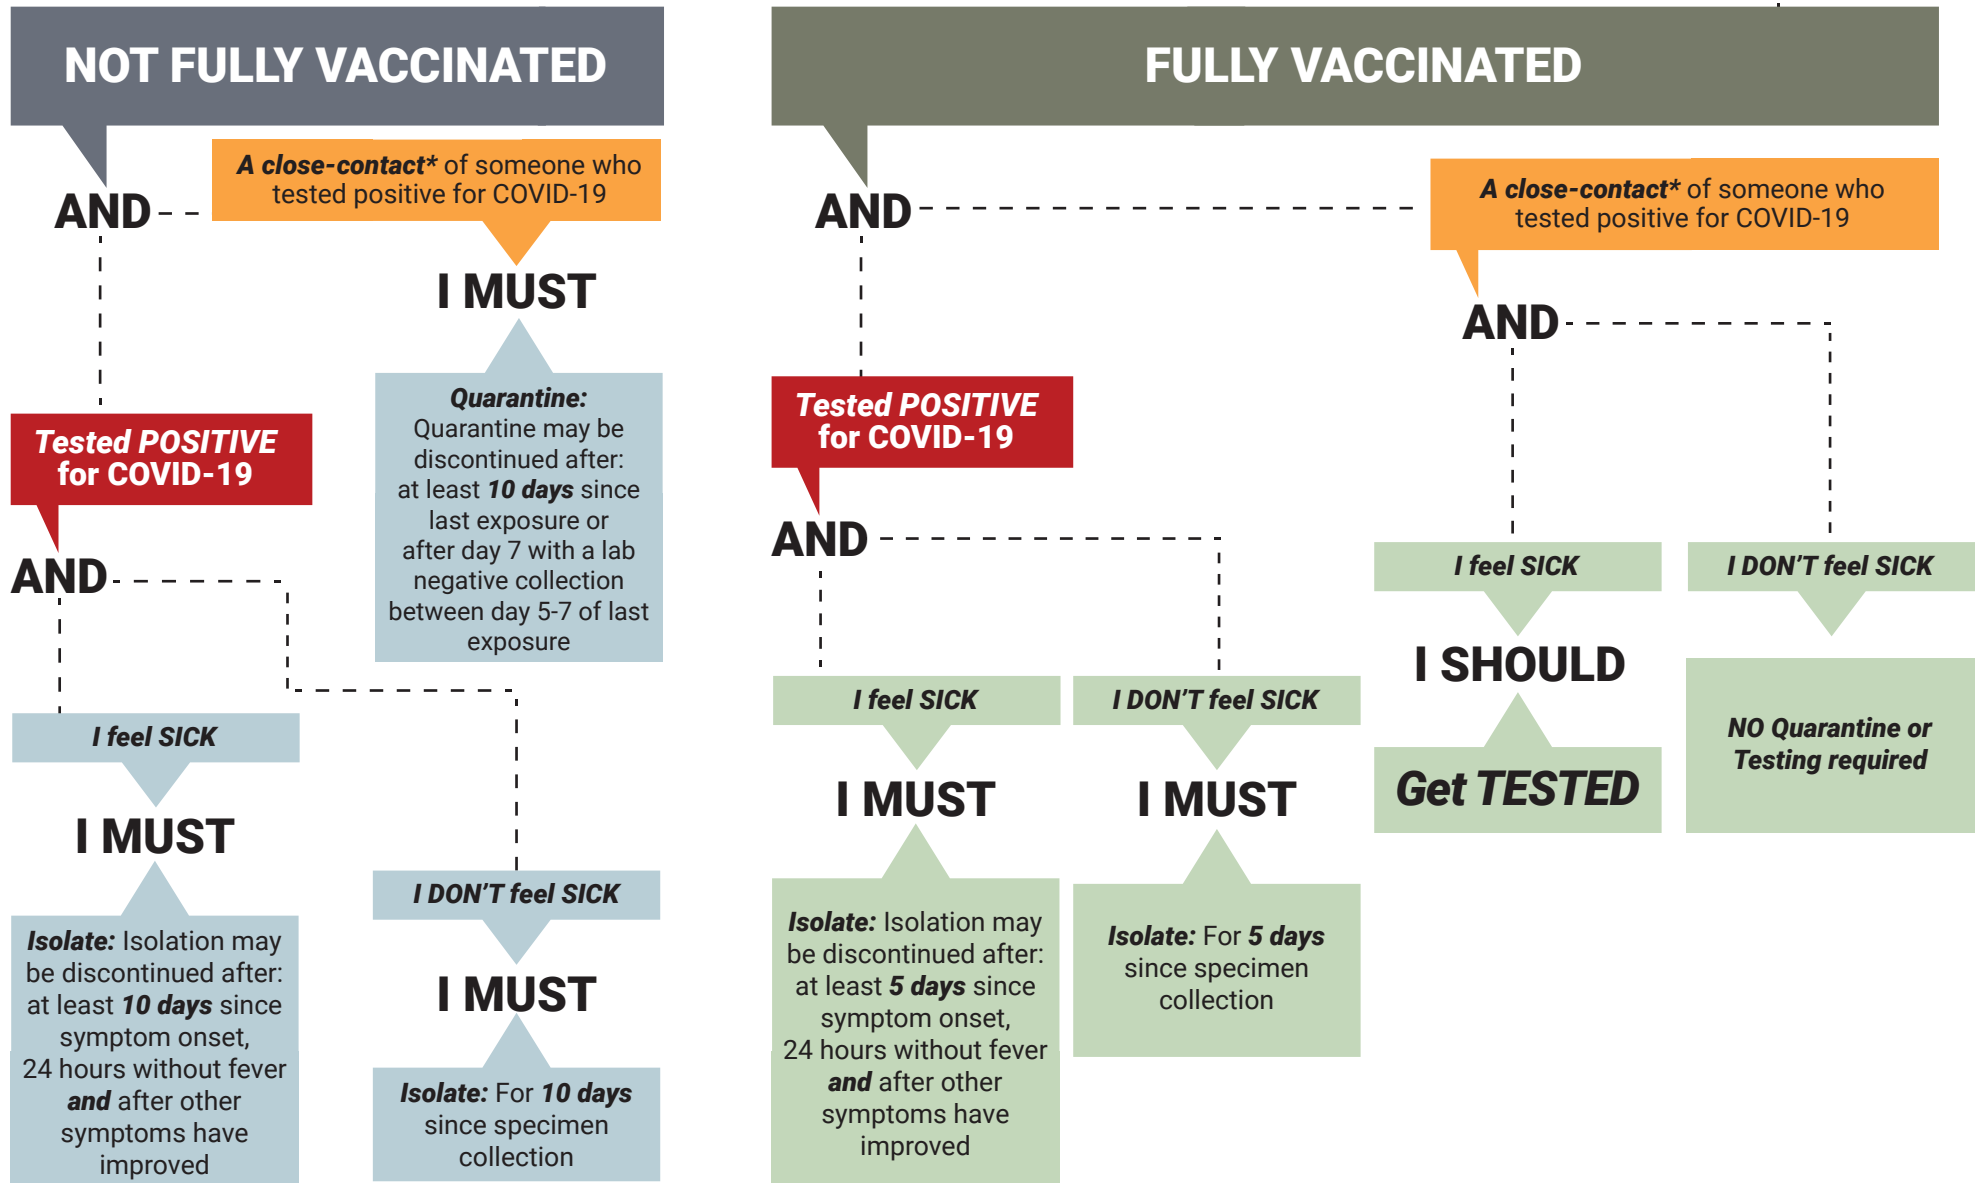 NOT FULLY VACCINATED
AND
A close-contact* of someone who
tested positive for COVID-19
I MUST
Quarantine:
Quarantine may be
discontinued after:
at least 10 days since
last exposure or
after day 7 with a lab
negative collection
between day 5-7 of last
exposure
Tested POSITIVE
for COVID-19
AND
I feel SICK
I MUST
Isolate: Isolation may
be discontinued after:
at least 10 days since
symptom onset,
24 hours without fever
and after other
symptoms have
improved
I DON'T feel SICK
I MUST
Isolate: For 10 days
since specimen
collection
FULLY VACCINATED
AND
Tested POSITIVE
for COVID-19
AND
I feel SICK
I MUST
Isolate: Isolation may
be discontinued after:
at least 5 days since
symptom onset,
24 hours without fever
and after other
symptoms have
improved
I DON'T feel SICK
I MUST
Isolate: For 5 days
since specimen
collection
A close-contact* of someone who
tested positive for COVID-19
AND
I feel SICK
I SHOULD
Get TESTED
I DON'T feel SICK
NO Quarantine or
Testing required